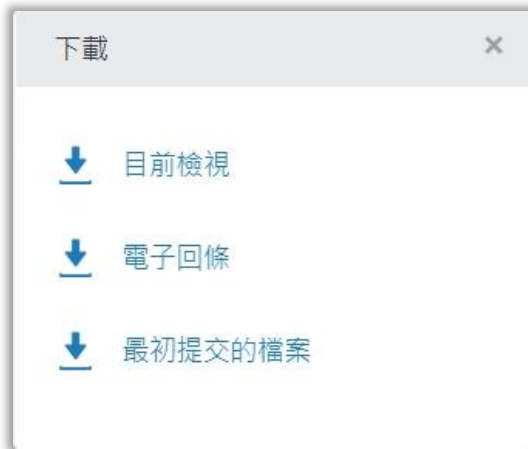 下載
目前檢視
電子回條
最初提交的檔案